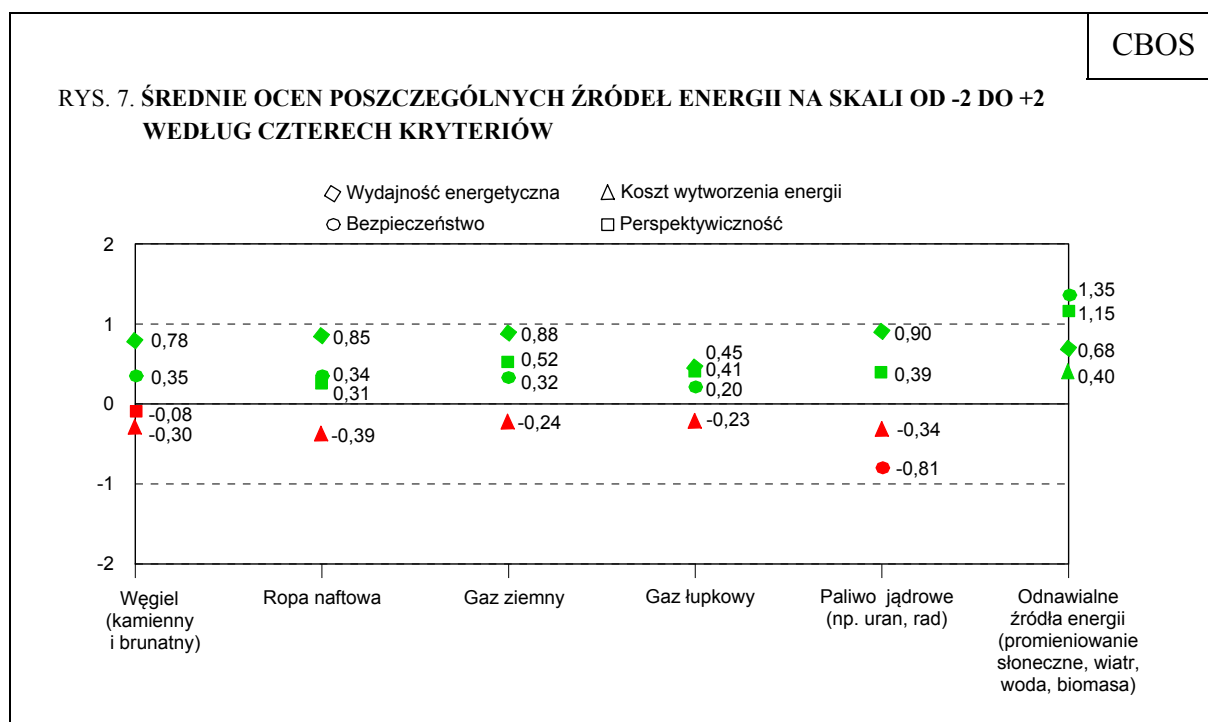 CBOS
RYS. 7. ŚREDNIE OCEN POSZCZEGÓLNYCH ŹRÓDEŁ ENERGII NA SKALI OD -2 DO +2
WEDŁUG CZTERECH KRYTERIÓW
Wydajność energetyczna
Koszt wytworzenia energii
Bezpieczeństwo
Perspektywiczność
2
1
0
-1
-2
0,78
0,35
-0,08
-0,30
0,85
0,34
0,31
-0,39
0,88
0,52
0,32
-0,24
0,45
0,41
0,20
-0,23
0,90
0,39
-0,34
-0,81
1,35
1,15
0,68
0,40
Węgiel
(kamienny
i brunatny)
Ropa naftowa
Gaz ziemny
Gaz łupkowy
Paliwo jądrowe
(np. uran, rad)
Odnawialne
źródła energii
(promieniowanie
słoneczne, wiatr,
woda, biomasa)